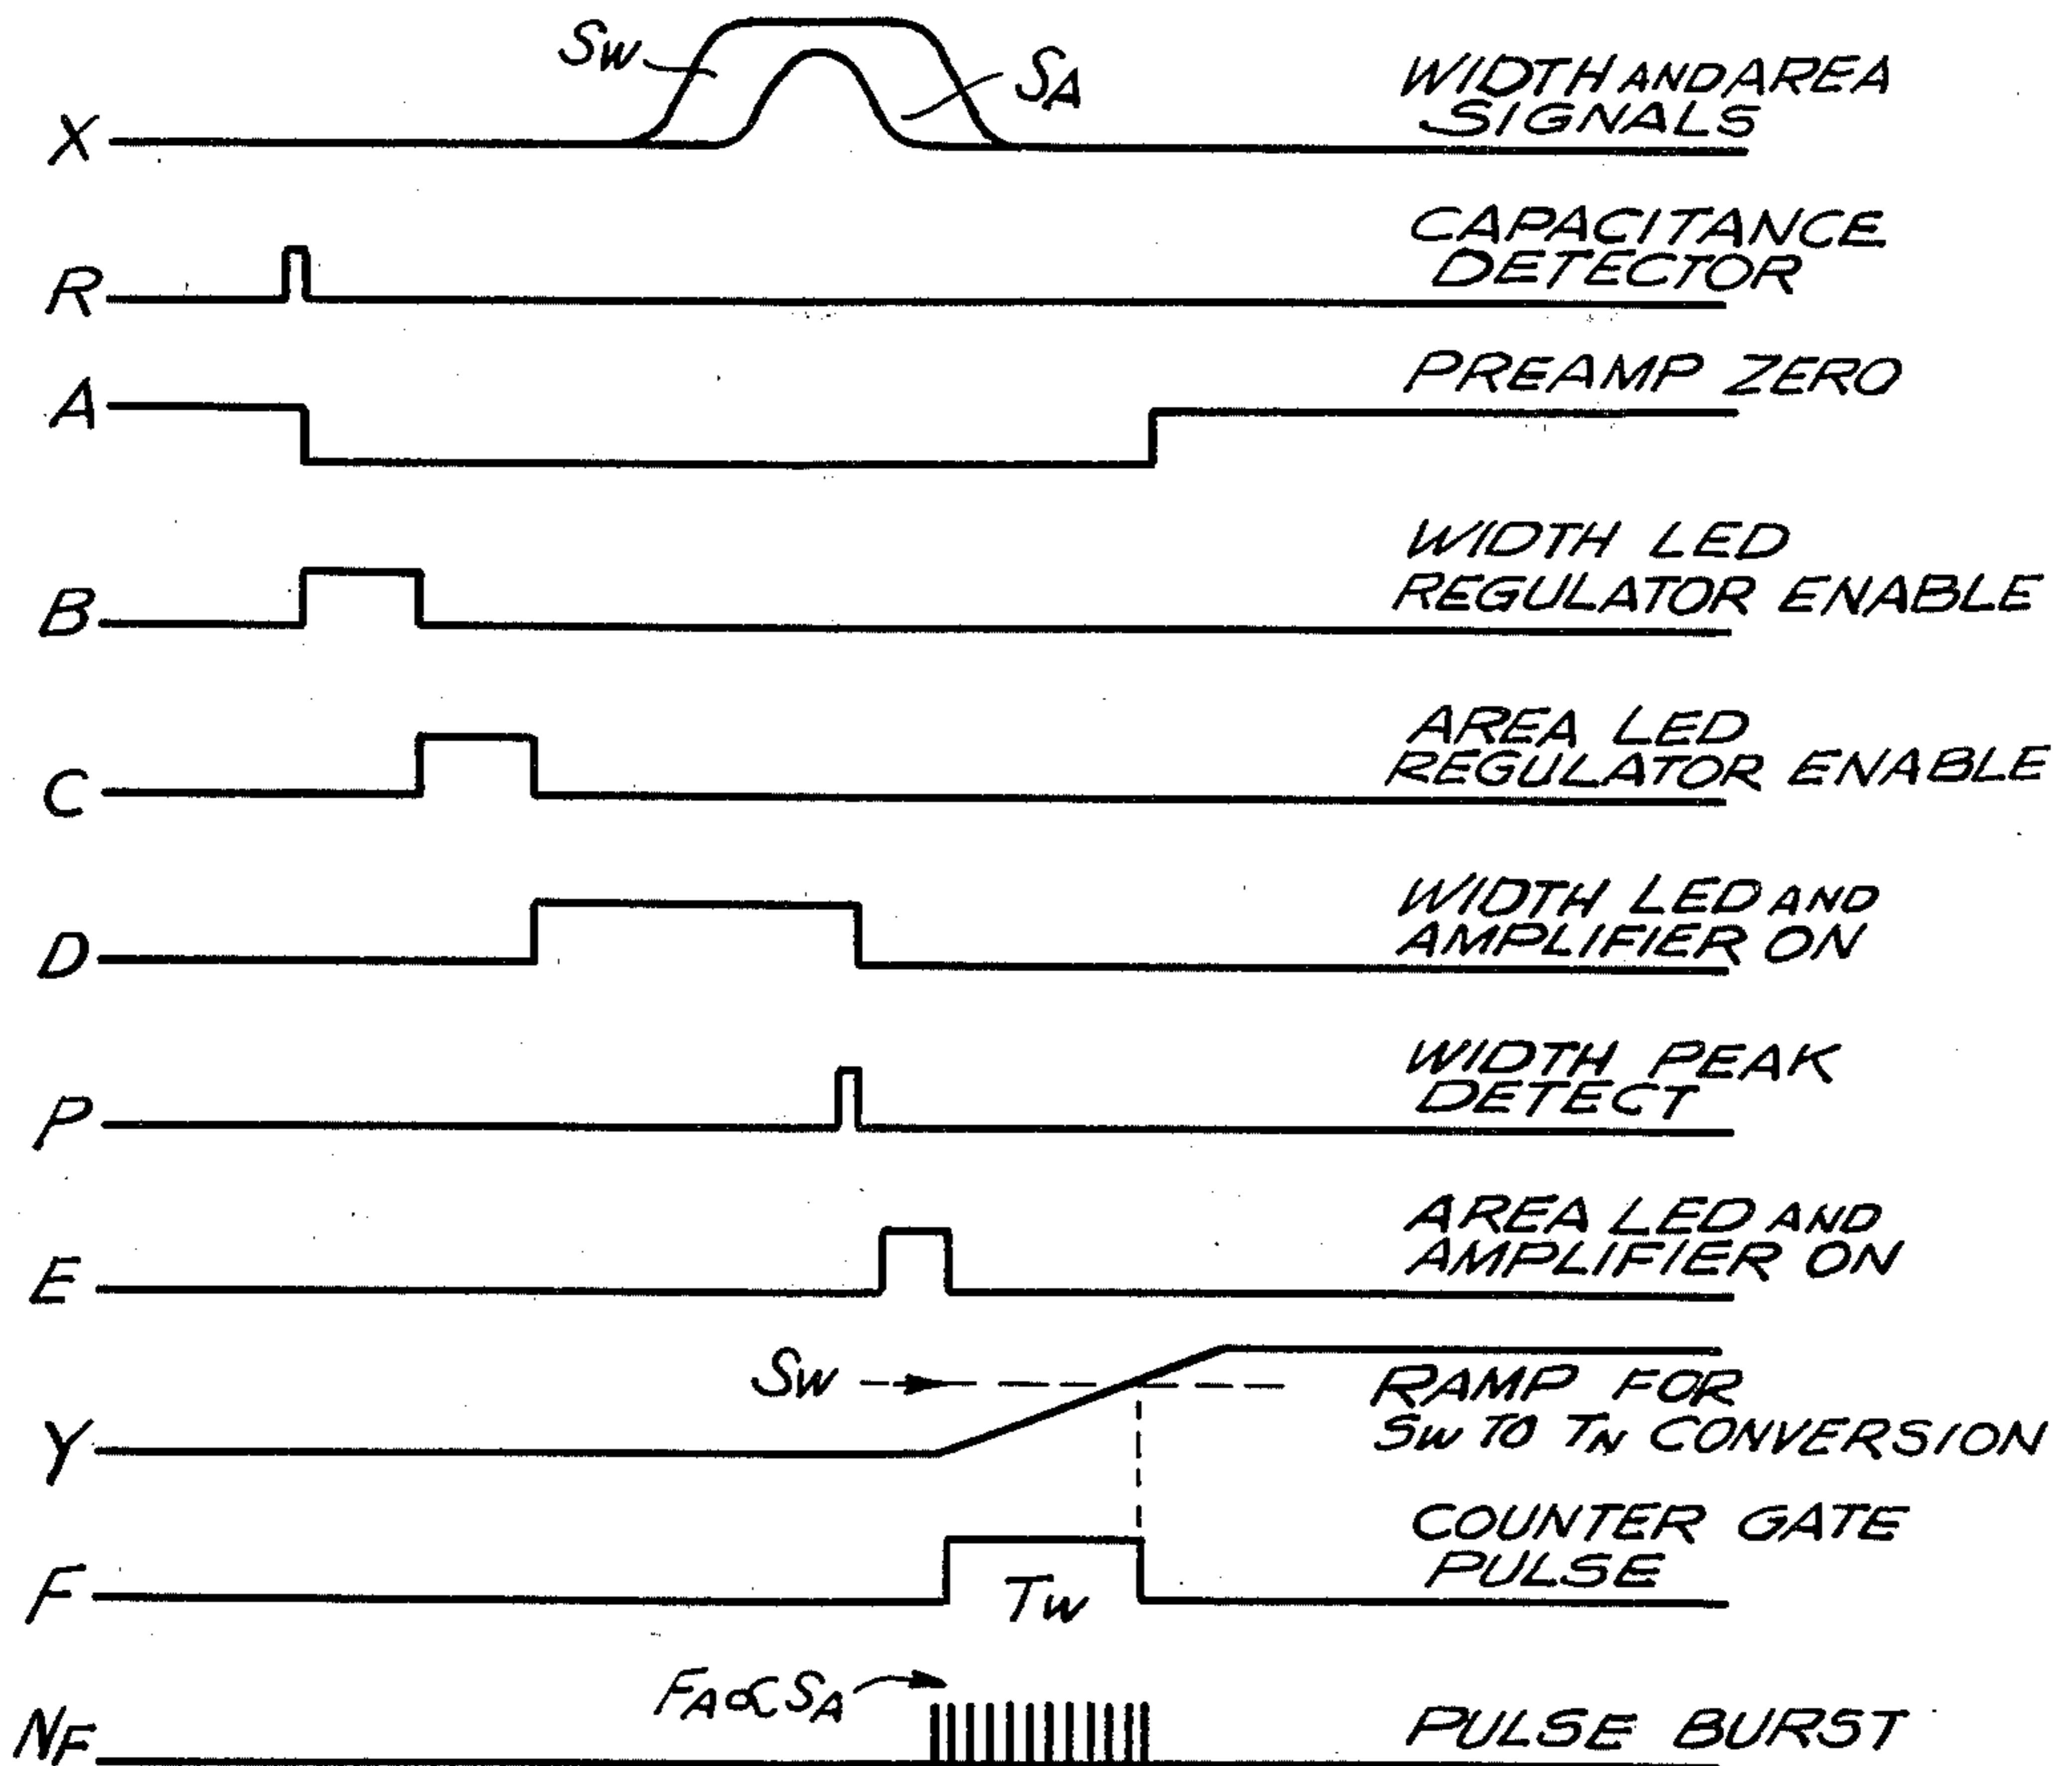 Sw
SA
X
WIDTH AND AREA
SIGNALS
R
CAPACITANCE
DETECTOR
A
PREAMP ZERO
B
WIDTH LED
REGULATOR ENABLE
C
AREA LED
REGULATOR ENABLE
D
WIDTH LED AND
AMPLIFIER ON
P
WIDTH PEAK
DETECT
E
AREA LED AND
AMPLIFIER ON
Sw
Y
RAMP FOR
Sw TO TN CONVERSION
F
Tw
COUNTER GATE
PULSE
FA∝SA
NF
PULSE BURST